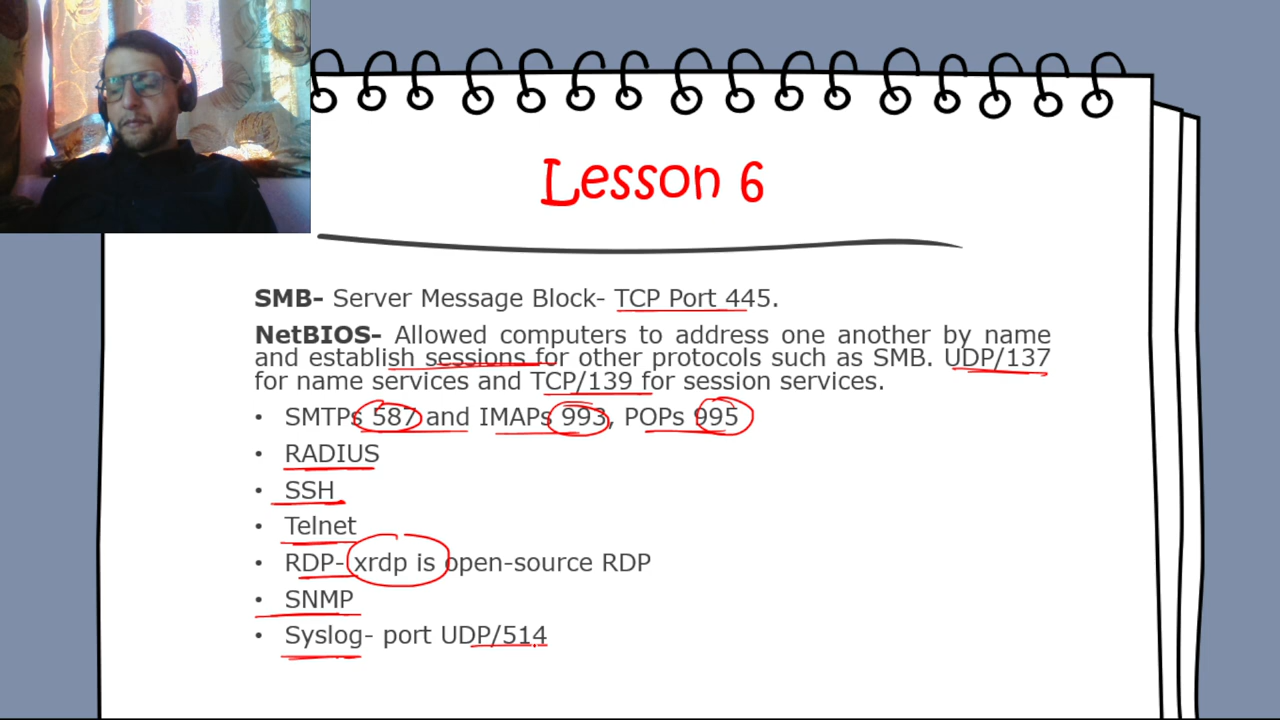 Lesson 6
SMB- Server Message Block- TCP Port 445.
NetBIOS- Allowed computers to address one another by name
and establish sessions for other protocols such as SMB. UDP/137
for name services and TCP/139 for session services.
• SMTPs 587 and IMAPs 993, POPs 995
• RADIUS
• SSH
• Telnet
• RDP- xrdp is open-source RDP
• SNMP
• Syslog- port UDP/514